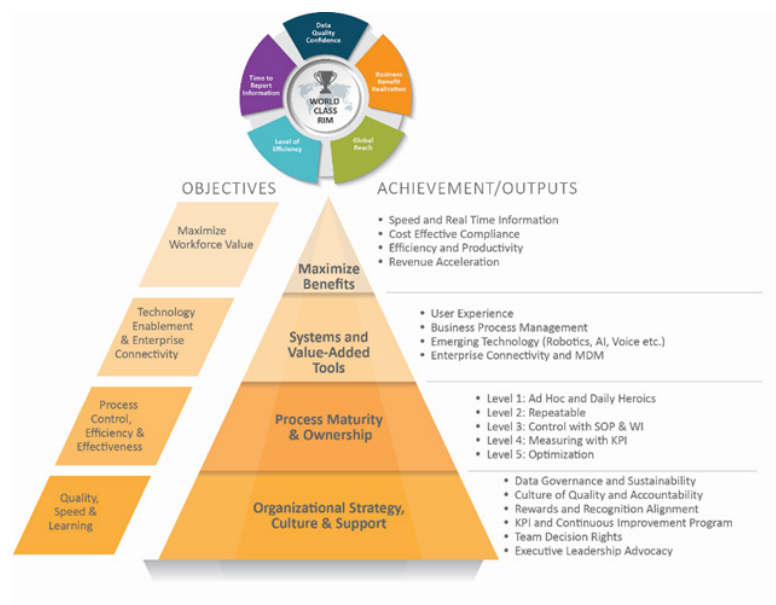 Data
Quality
Confidence
Time to
Report
Information
Business
Benefit
Realization
WORLD
CLASS
RIM
Level of
Efficiency
Global
Reach
OBJECTIVES
ACHIEVEMENT/OUTPUTS
Maximize
Workforce Value
Maximize
Benefits
• Speed and Real Time Information
• Cost Effective Compliance
• Efficiency and Productivity
• Revenue Acceleration
Technology
Enablement
& Enterprise
Connectivity
Systems and
Value-Added
Tools
• User Experience
• Business Process Management
• Emerging Technology (Robotics, AI, Voice etc.)
• Enterprise Connectivity and MDM
Process
Control,
Efficiency &
Effectiveness
Process Maturity
& Ownership
• Level 1: Ad Hoc and Daily Heroics
• Level 2: Repeatable
• Level 3: Control with SOP & WI
• Level 4: Measuring with KPI
• Level 5: Optimization
Quality,
Speed &
Learning
Organizational Strategy,
Culture & Support
• Data Governance and Sustainability
• Culture of Quality and Accountability
• Rewards and Recognition Alignment
• KPI and Continuous Improvement Program
• Team Decision Rights
• Executive Leadership Advocacy